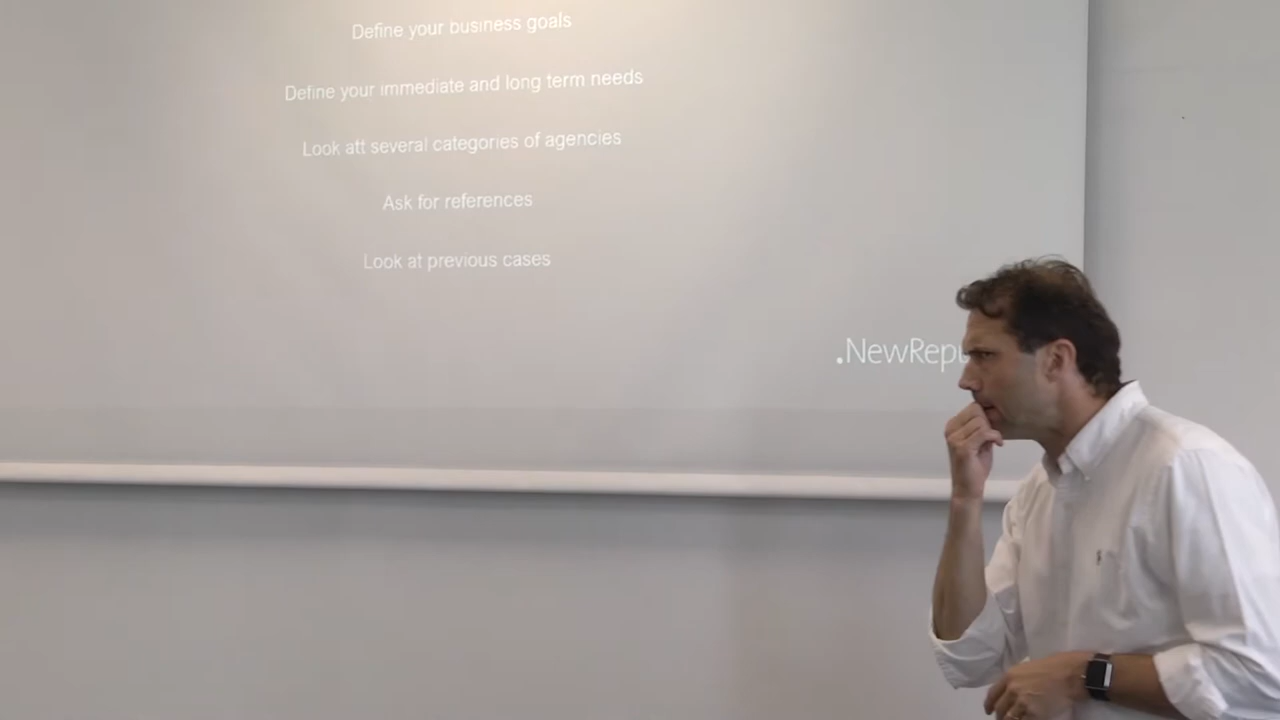 Define your business goals
Define your immediate and long term needs
Look att several categories of agencies
Ask for references
Look at previous cases
.NewRepu